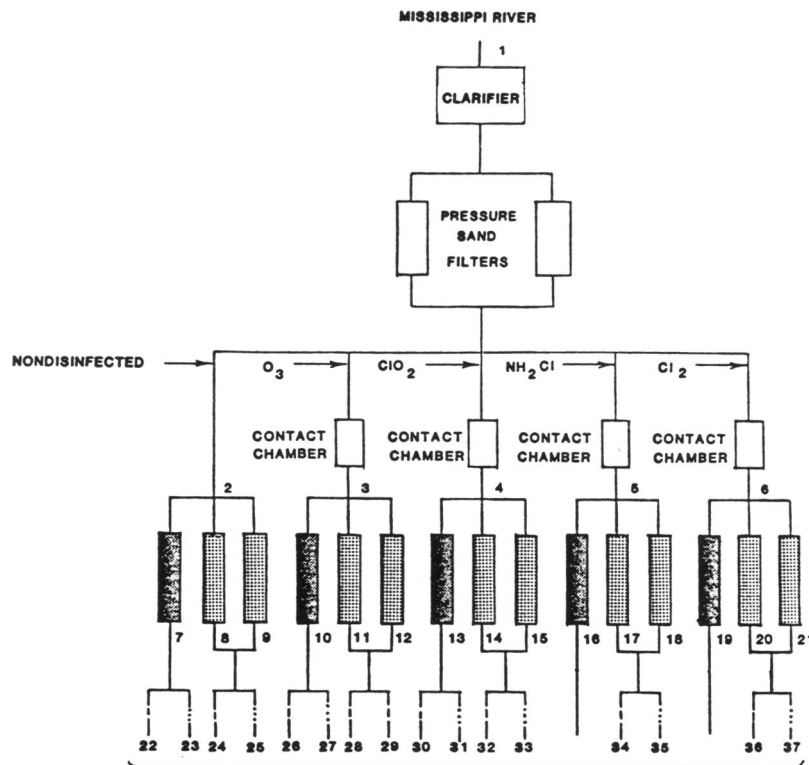 MISSISSIPPI RIVER
1
CLARIFIER
PRESSURE
SAND
FILTERS
NONDISINFECTED
O3
ClO2
NH2Cl
Cl2
CONTACT
CHAMBER
CONTACT
CHAMBER
CONTACT
CHAMBER
CONTACT
CHAMBER
2 3 4 5 6
7 8 9 10 11 12 13 14 15 16 17 18 19 20 21
22 23 24 25 26 27 28 29 30 31 32 33 34 35 36 37